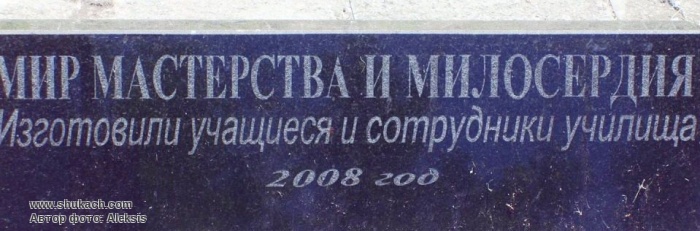 МИР МАСТЕРСТВА И МИЛОСЕРДИЯ
Изготовили учащиеся и сотрудники училища
2008 год
www.shukach.com
Автор фото: Aleksis